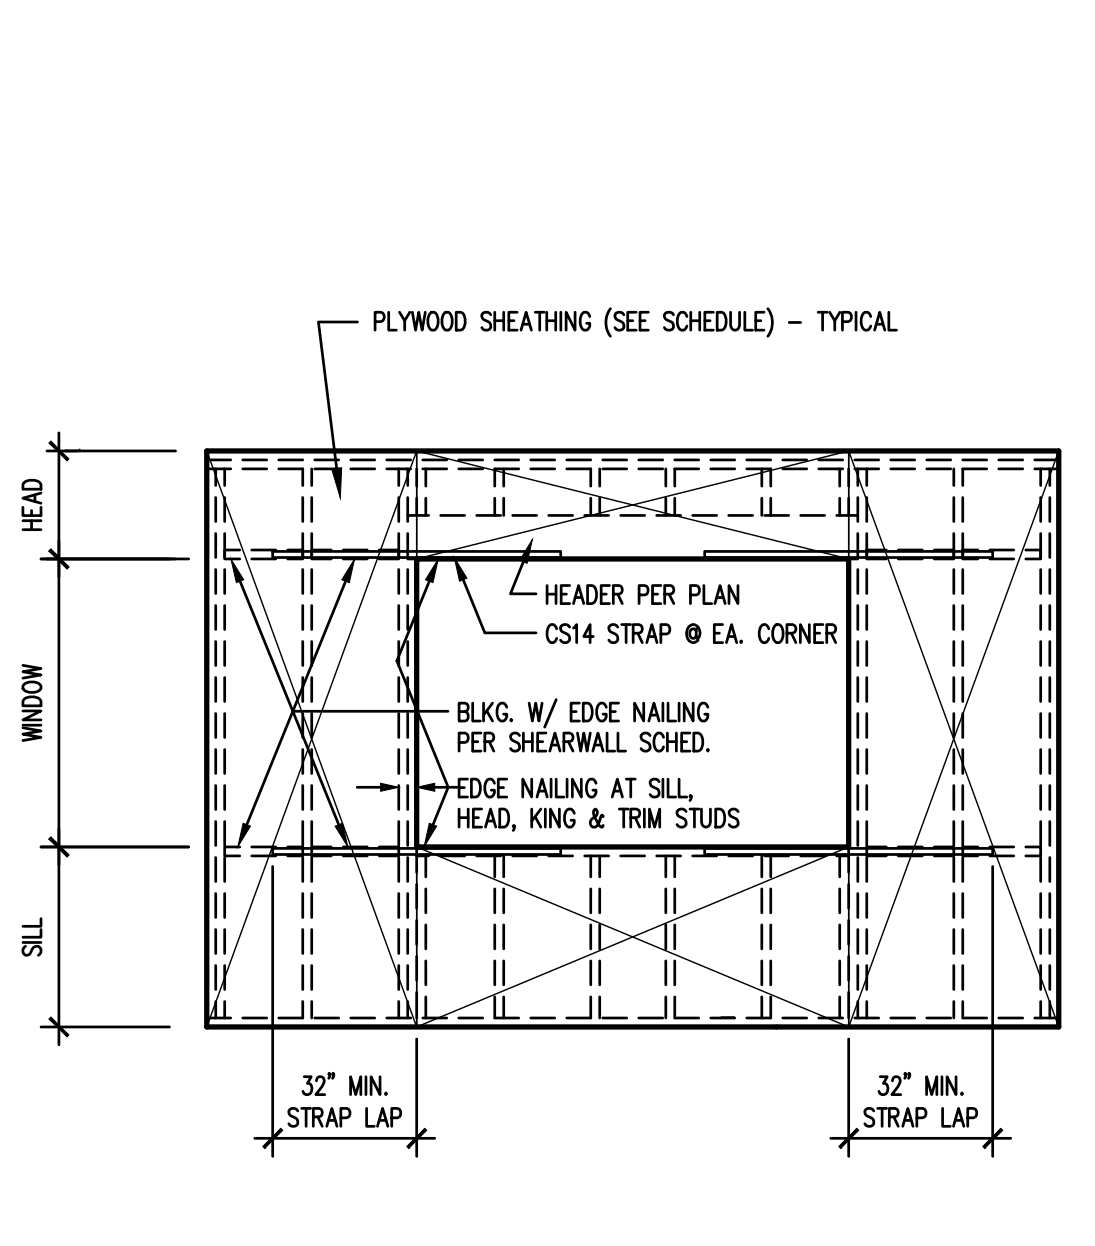 PLYWOOD SHEATHING (SEE SCHEDULE) – TYPICAL
HEAD
HEADER PER PLAN
CS14 STRAP @ EA. CORNER
WINDOW
BLKG. W/ EDGE NAILING
PER SHEARWALL SCHED.
EDGE NAILING AT SILL,
HEAD, KING & TRIM STUDS
SILL
32” MIN.
STRAP LAP
32” MIN.
STRAP LAP